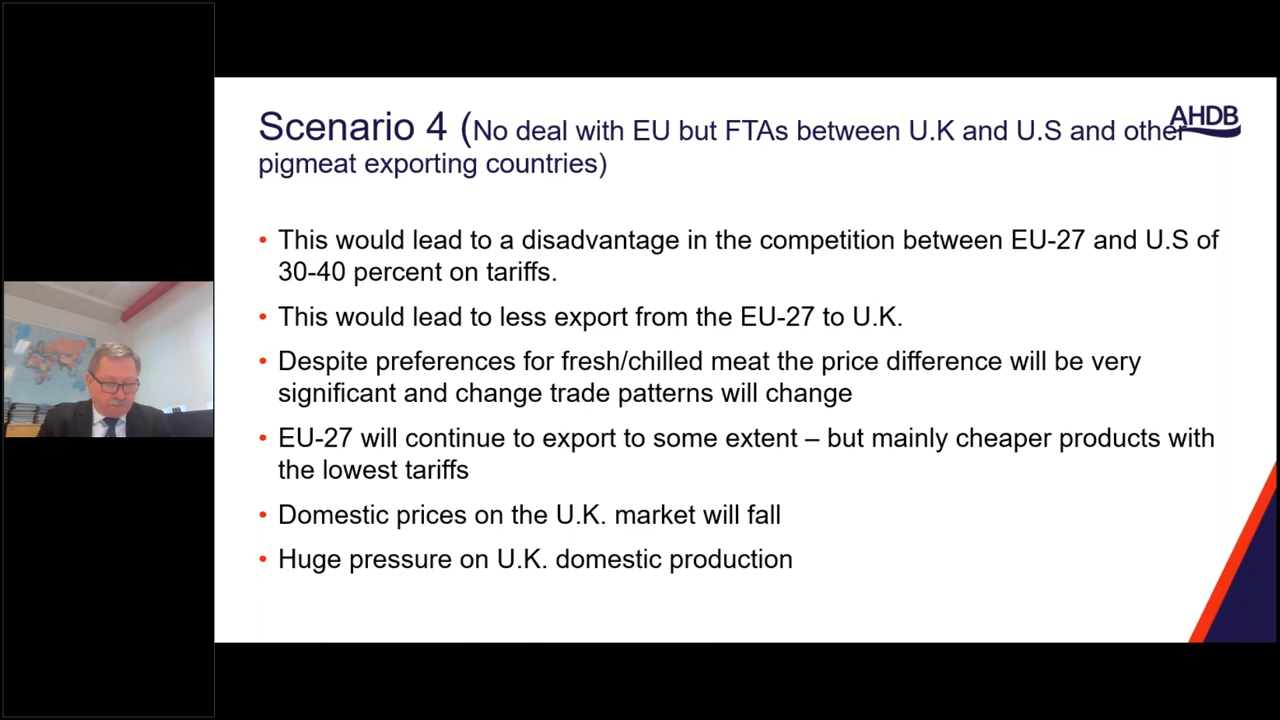 AHDB
Scenario 4 (No deal with EU but FTAs between U.K and U.S and other
pigmeat exporting countries)
• This would lead to a disadvantage in the competition between EU-27 and U.S of
30-40 percent on tariffs.
• This would lead to less export from the EU-27 to U.K.
• Despite preferences for fresh/chilled meat the price difference will be very
significant and change trade patterns will change
• EU-27 will continue to export to some extent – but mainly cheaper products with
the lowest tariffs
• Domestic prices on the U.K. market will fall
• Huge pressure on U.K. domestic production